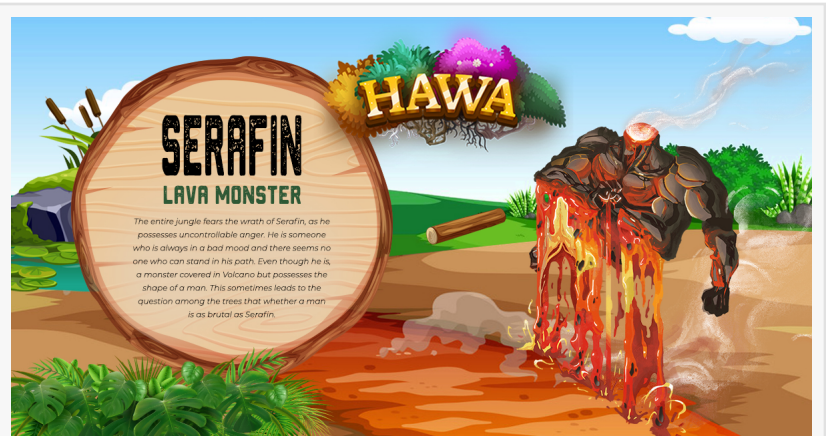 HAWA
SERAFIN
LAVA MONSTER
The entire jungle fears the wrath of Serafin, as he
possesses uncontrollable anger. He is someone
who is always in a bad mood and there seems no
one who can stand in his path. Even though he is,
a monster covered in Volcano but possesses the
shape of a man. This sometimes leads to the
question among the trees that whether a man
is as brutal as Serafin.